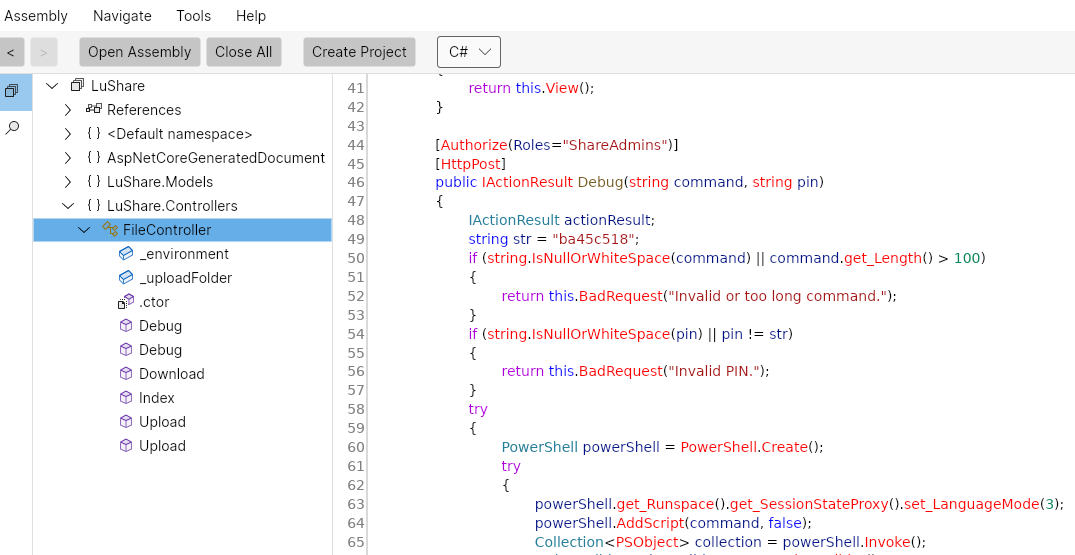 Assembly Navigate Tools Help
< > Open Assembly Close All Create Project C#
LuShare
References
{ } <Default namespace>
{ } AspNetCoreGeneratedDocument
{ } LuShare.Models
{ } LuShare.Controllers
FileController
_environment
_uploadFolder
.ctor
Debug
Debug
Download
Index
Upload
Upload
41 return this.View();
42 }
43
44 [Authorize(Roles="ShareAdmins")]
45 [HttpPost]
46 public IActionResult Debug(string command, string pin)
47 {
48 IActionResult actionResult;
49 string str = "ba45c518";
50 if (string.IsNullOrWhiteSpace(command) || command.get_Length() > 100)
51 {
52 return this.BadRequest("Invalid or too long command.");
53 }
54 if (string.IsNullOrWhiteSpace(pin) || pin != str)
55 {
56 return this.BadRequest("Invalid PIN.");
57 }
58 try
59 {
60 PowerShell powerShell = PowerShell.Create();
61 try
62 {
63 powerShell.get_Runspace().get_SessionStateProxy().set_LanguageMode(3);
64 powerShell.AddScript(command, false);
65 Collection<PSObject> collection = powerShell.Invoke();